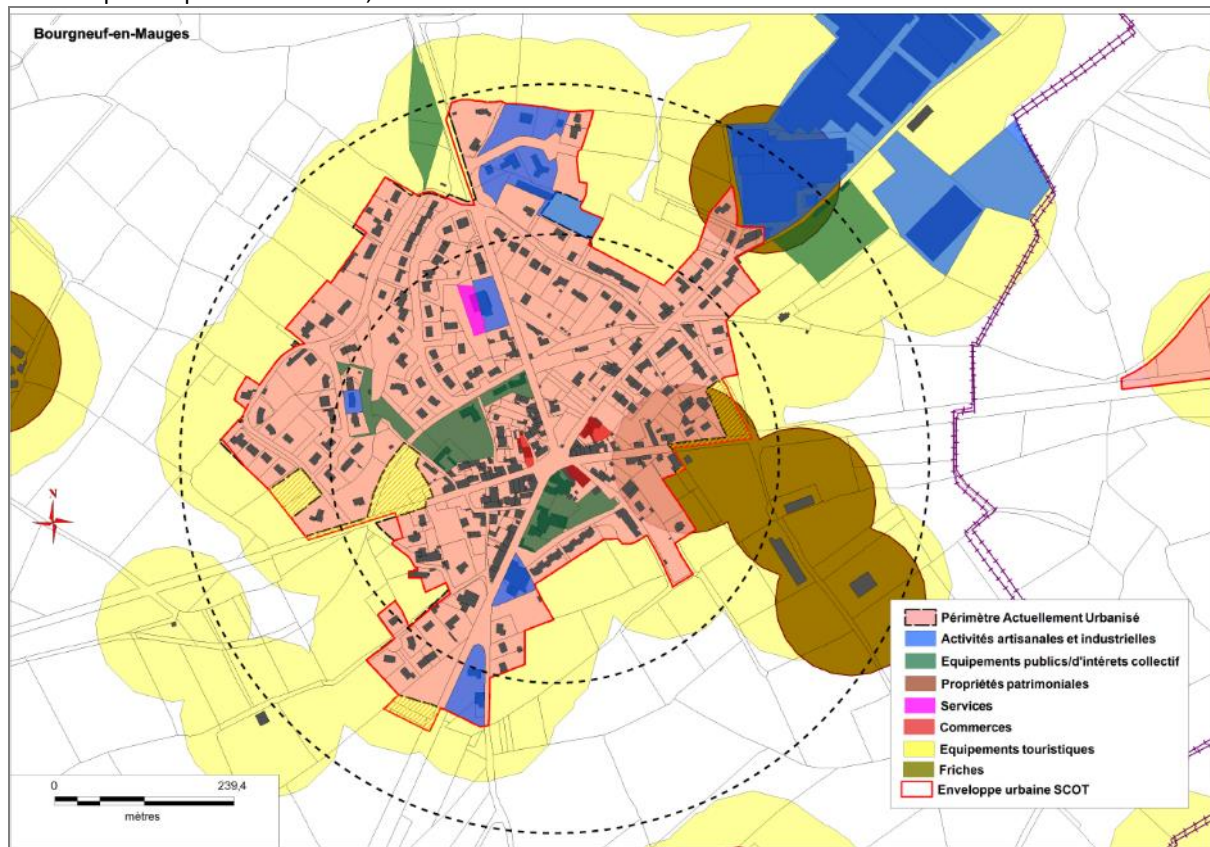 Bourgneuf-en-Mauges
N
Périmètre Actuellement Urbanisé
Activités artisanales et industrielles
Equipements publics/d'intérets collectif
Propriétés patrimoniales
Services
Commerces
Equipements touristiques
Friches
Enveloppe urbaine SCOT
0 239,4
mètres